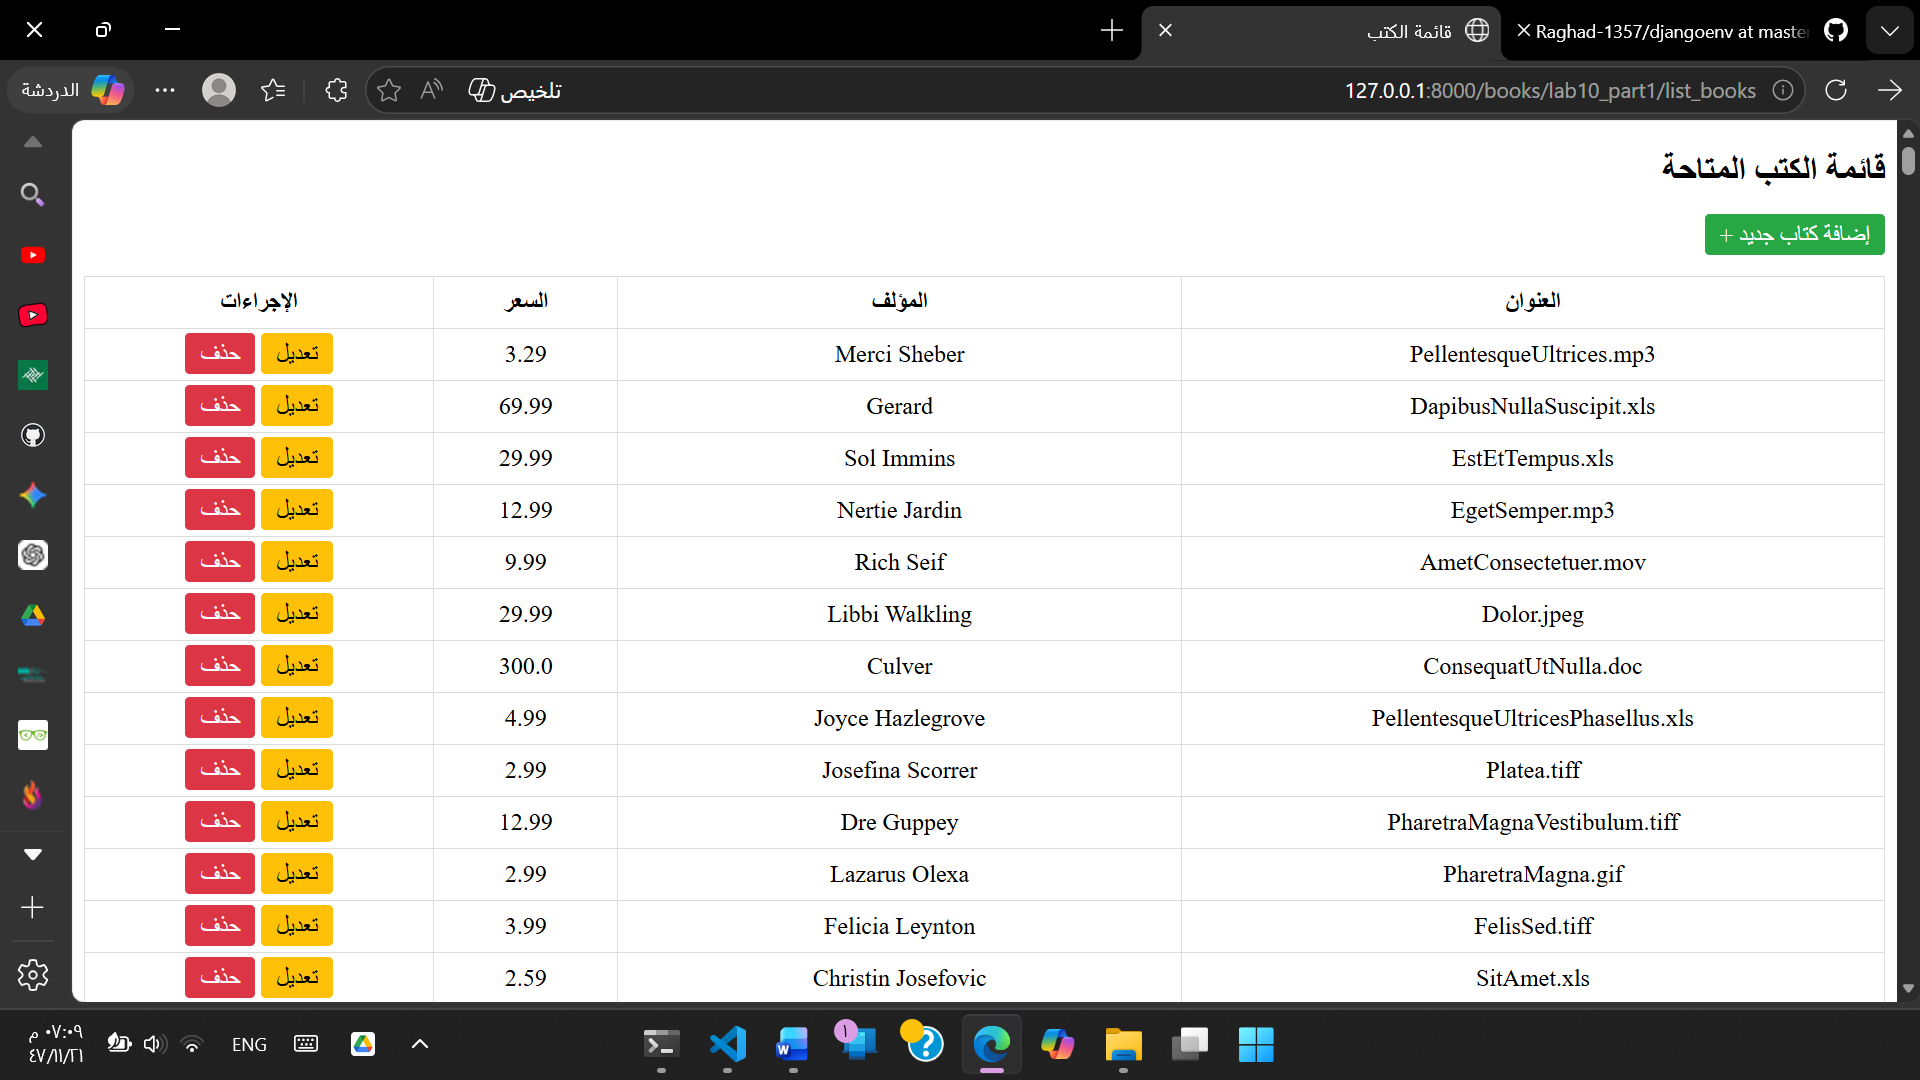 Raghad-1357/djangoenv at master
قائمة الكتب
127.0.0.1:8000/books/lab10_part1/list_books
تلخيص
الدردشة
قائمة الكتب المتاحة
إضافة كتاب جديد +
العنوان المؤلف السعر الإجراءات
PellentesqueUltrices.mp3 Merci Sheber 3.29 تعديل حذف
DapibusNullaSuscipit.xls Gerard 69.99 تعديل حذف
EstEtTempus.xls Sol Immins 29.99 تعديل حذف
EgetSemper.mp3 Nertie Jardin 12.99 تعديل حذف
AmetConsectetuer.mov Rich Seif 9.99 تعديل حذف
Dolor.jpeg Libbi Walkling 29.99 تعديل حذف
ConsequatUtNulla.doc Culver 300.0 تعديل حذف
PellentesqueUltricesPhasellus.xls Joyce Hazlegrove 4.99 تعديل حذف
Platea.tiff Josefina Scorrer 2.99 تعديل حذف
PharetraMagnaVestibulum.tiff Dre Guppey 12.99 تعديل حذف
PharetraMagna.gif Lazarus Olexa 2.99 تعديل حذف
FelisSed.tiff Felicia Leynton 3.99 تعديل حذف
SitAmet.xls Christin Josefovic 2.59 تعديل حذف
ENG
٠٧:٠٩ م
٤٧/١١/٢١